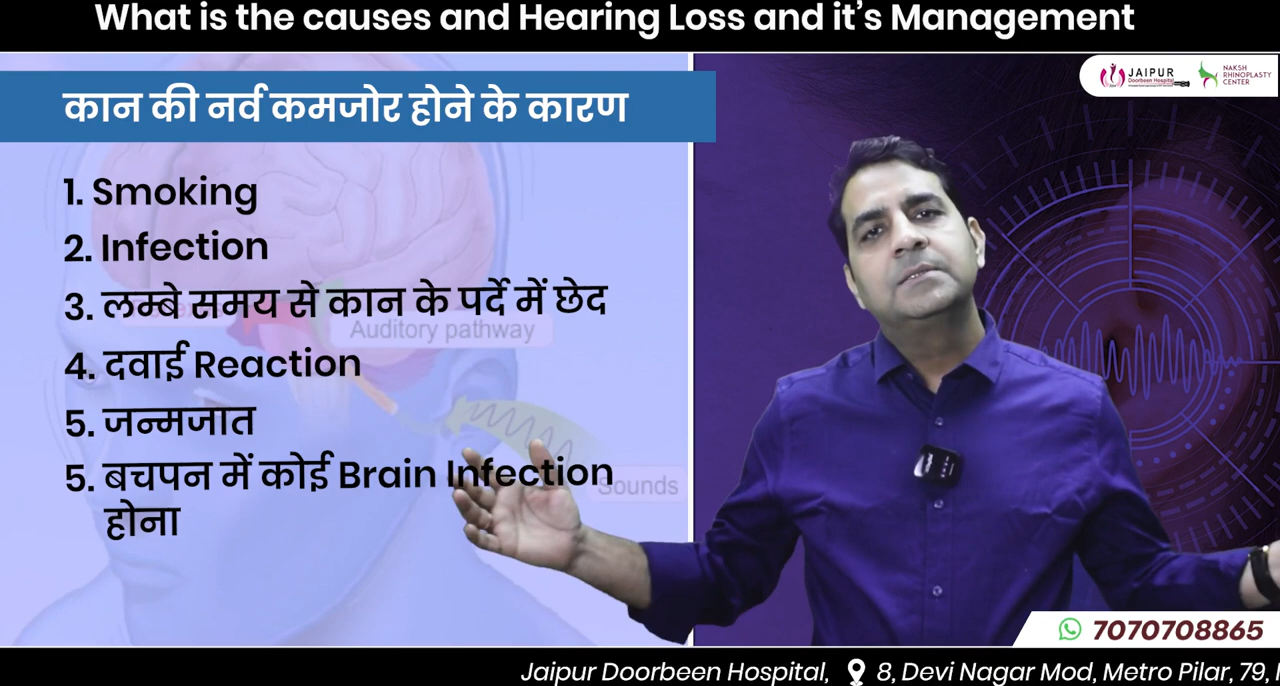 What is the causes and Hearing Loss and it's Management
JAIPUR
Doorbeen Hospital
NAKSH
RHINOPLASTY
CENTER
कान की नर्व कमजोर होने के कारण
1. Smoking
2. Infection
3. लम्बे समय से कान के पर्दे में छेद
Auditory pathway
4. दवाई Reaction
5. जन्मजात
5. बचपन में कोई Brain Infection
होना
Sounds
7070708865
Jaipur Doorbeen Hospital, 8, Devi Nagar Mod, Metro Pilar, 79,